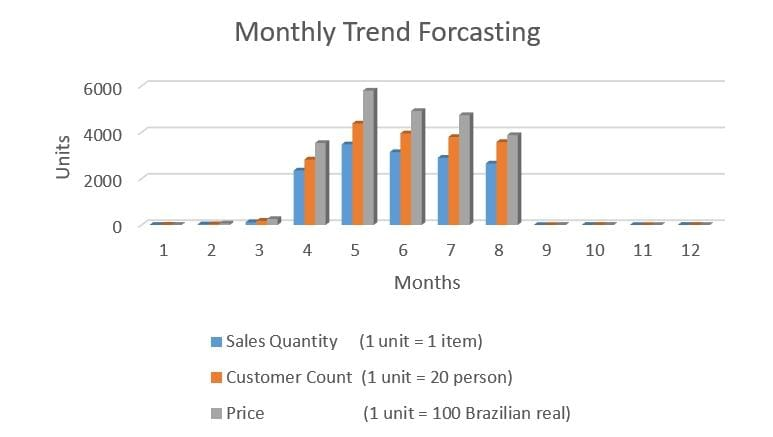 Monthly Trend Forcasting
6000
4000
2000
0
Units
1 2 3 4 5 6 7 8 9 10 11 12
Months
Sales Quantity (1 unit = 1 item)
Customer Count (1 unit = 20 person)
Price (1 unit = 100 Brazilian real)